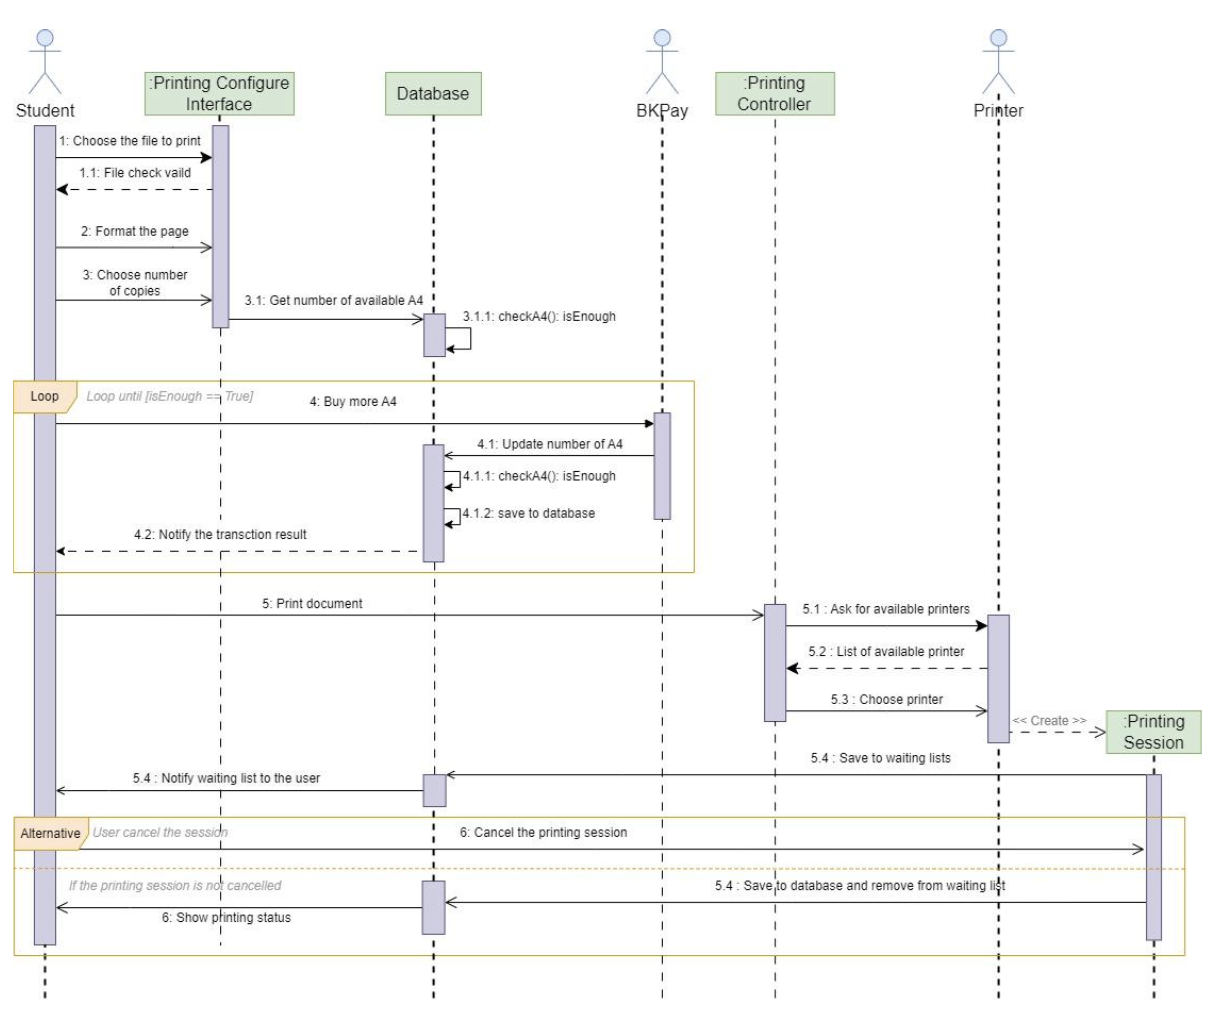 Student
:Printing Configure
Interface
Database
BKPay
:Printing
Controller
Printer
1: Choose the file to print
1.1: File check vaild
2: Format the page
3: Choose number
of copies
3.1: Get number of available A4
3.1.1: checkA4(): isEnough
Loop
Loop until [isEnough == True]
4: Buy more A4
4.1: Update number of A4
4.1.1: checkA4(): isEnough
4.1.2: save to database
4.2: Notify the transction result
5: Print document
5.1 : Ask for available printers
5.2 : List of available printer
5.3 : Choose printer
<< Create >>
:Printing
Session
5.4 : Save to waiting lists
5.4 : Notify waiting list to the user
Alternative
User cancel the session
6: Cancel the printing session
If the printing session is not cancelled
5.4 : Save to database and remove from waiting list
6: Show printing status